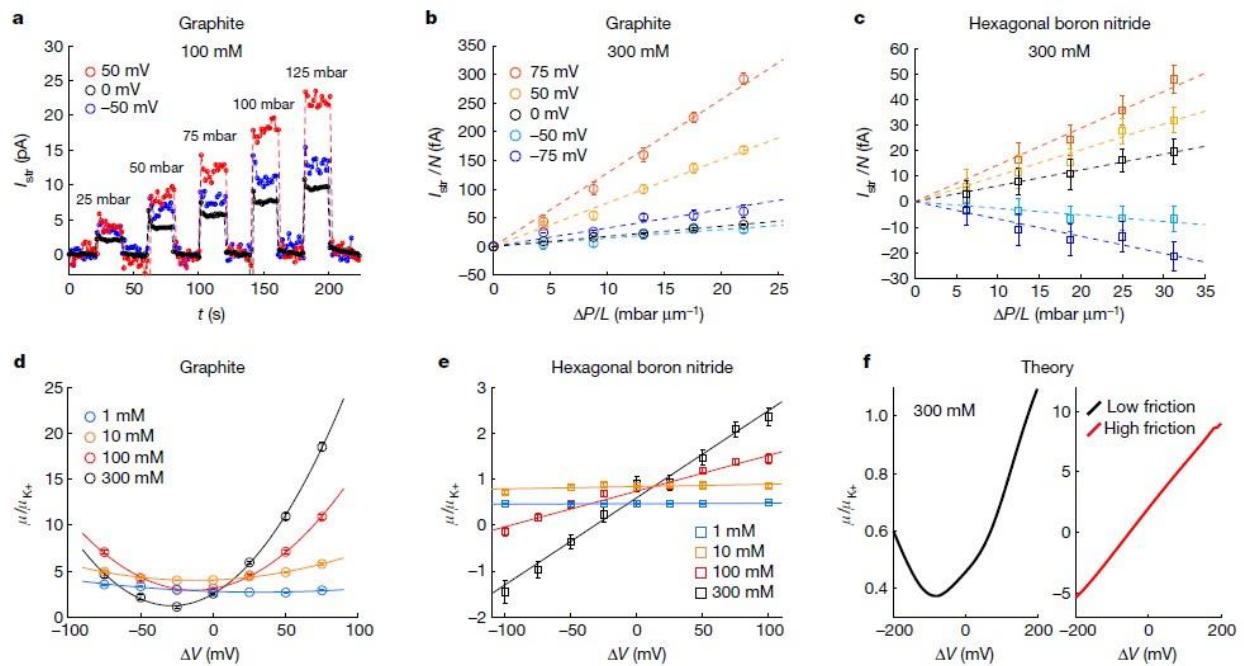 a
Graphite
100 mM
30
25
20
15
10
5
0
−3
I_str (pA)
50 mV
0 mV
−50 mV
25 mbar
50 mbar
75 mbar
100 mbar
125 mbar
0
50
100
150
200
t (s)
b
Graphite
300 mM
350
300
250
200
150
100
50
0
−50
I_str/N (fA)
75 mV
50 mV
0 mV
−50 mV
−75 mV
0
5
10
15
20
25
ΔP/L (mbar μm⁻¹)
c
Hexagonal boron nitride
300 mM
60
50
40
30
20
10
0
−10
−20
−30
I_str/N (fA)
0
5
10
15
20
25
30
35
ΔP/L (mbar μm⁻¹)
d
Graphite
25
20
15
10
5
0
μ/μ_K+
1 mM
10 mM
100 mM
300 mM
−100
−50
0
50
100
ΔV (mV)
e
Hexagonal boron nitride
3
2
1
0
−1
−2
μ/μ_K+
1 mM
10 mM
100 mM
300 mM
−100
−50
0
50
100
ΔV (mV)
f
Theory
300 mM
1.0
0.8
0.6
0.4
μ/μ_K+
−200
0
200
ΔV (mV)
Low friction
High friction
10
5
0
−5
−200
0
200
ΔV (mV)